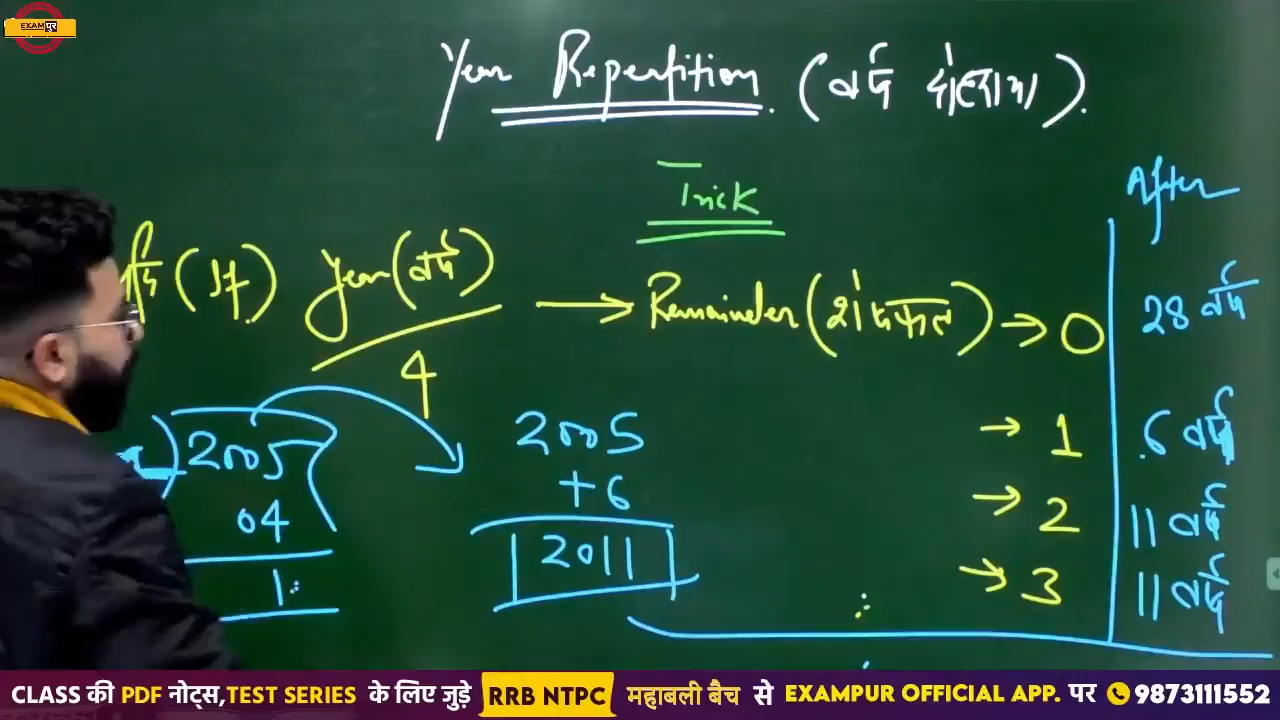 EXAM पुर
Year Repertition (वर्ष दोहराना).
Trick
After
यदि (If) Year (वर्ष) / 4 → Remainder (शेषफल) → 0 28 वर्ष
→ 1 6 वर्ष
→ 2 11 वर्ष
→ 3 11 वर्ष
2005
04
1
2005
+6
2011
CLASS की PDF नोट्स, TEST SERIES के लिए जुड़े RRB NTPC महाबली बैच से EXAMPUR OFFICIAL APP. पर 9873111552